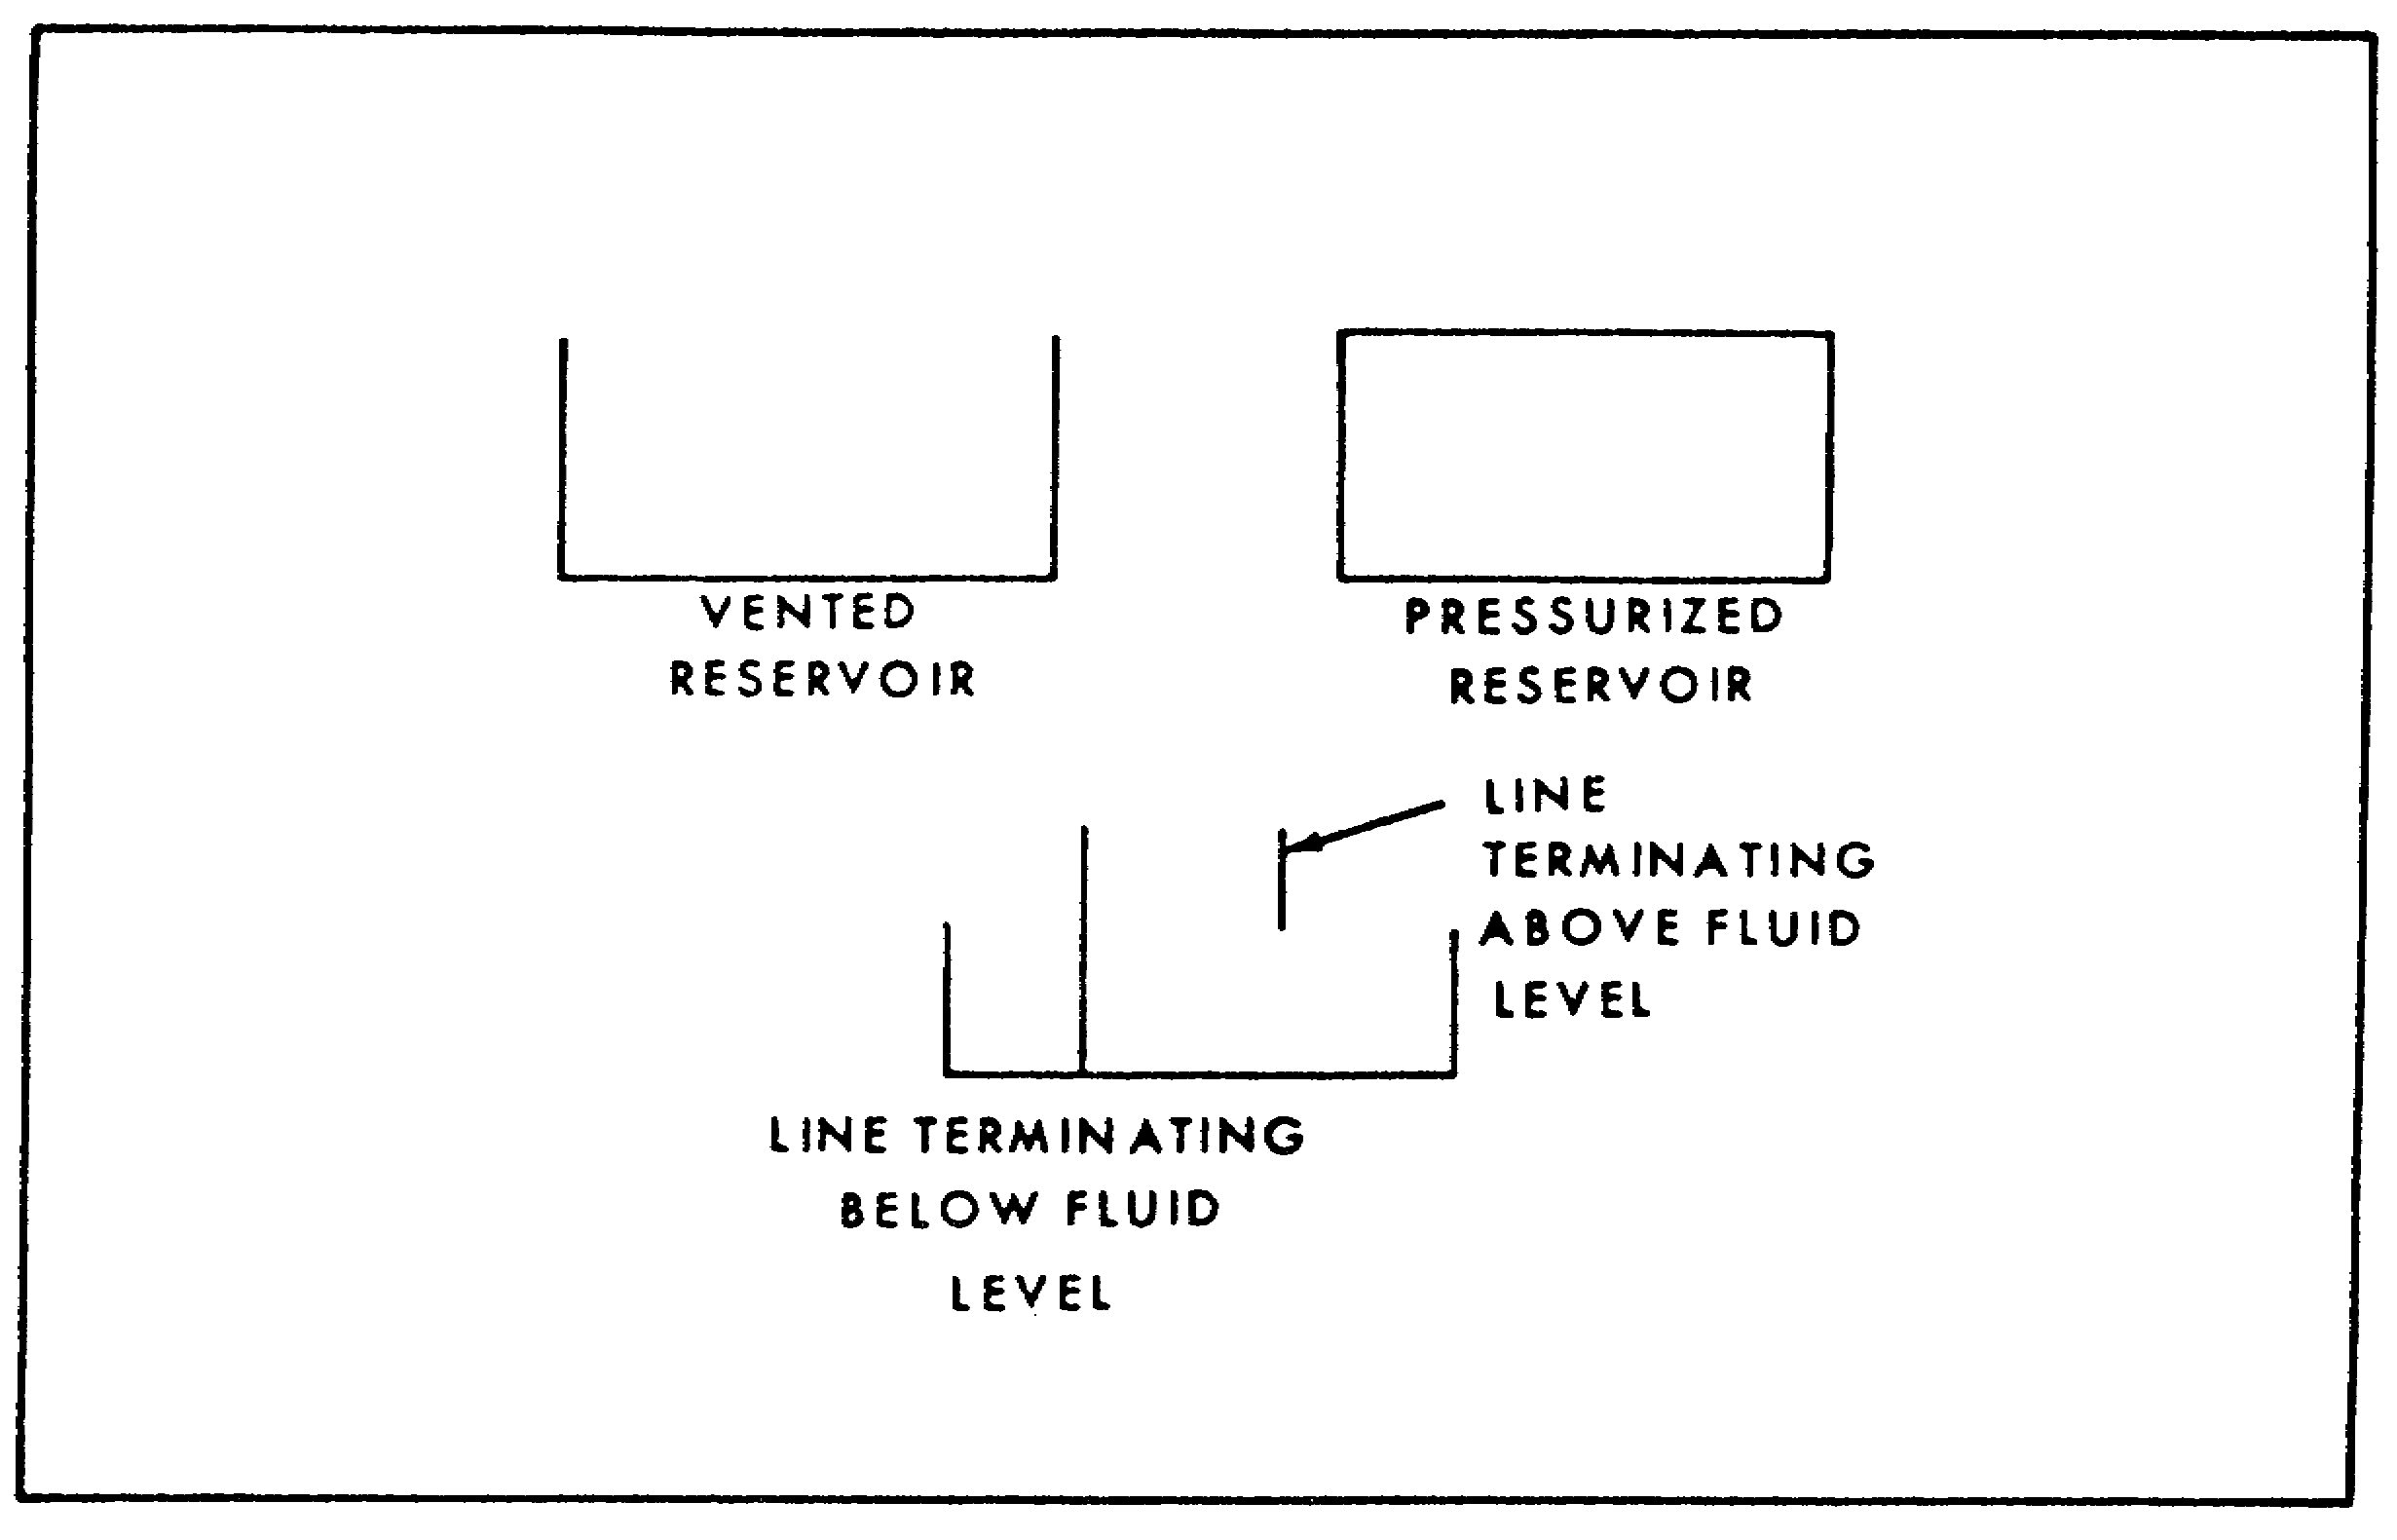 VENTED
RESERVOIR
PRESSURIZED
RESERVOIR
LINE
TERMINATING
ABOVE FLUID
LEVEL
LINE TERMINATING
BELOW FLUID
LEVEL